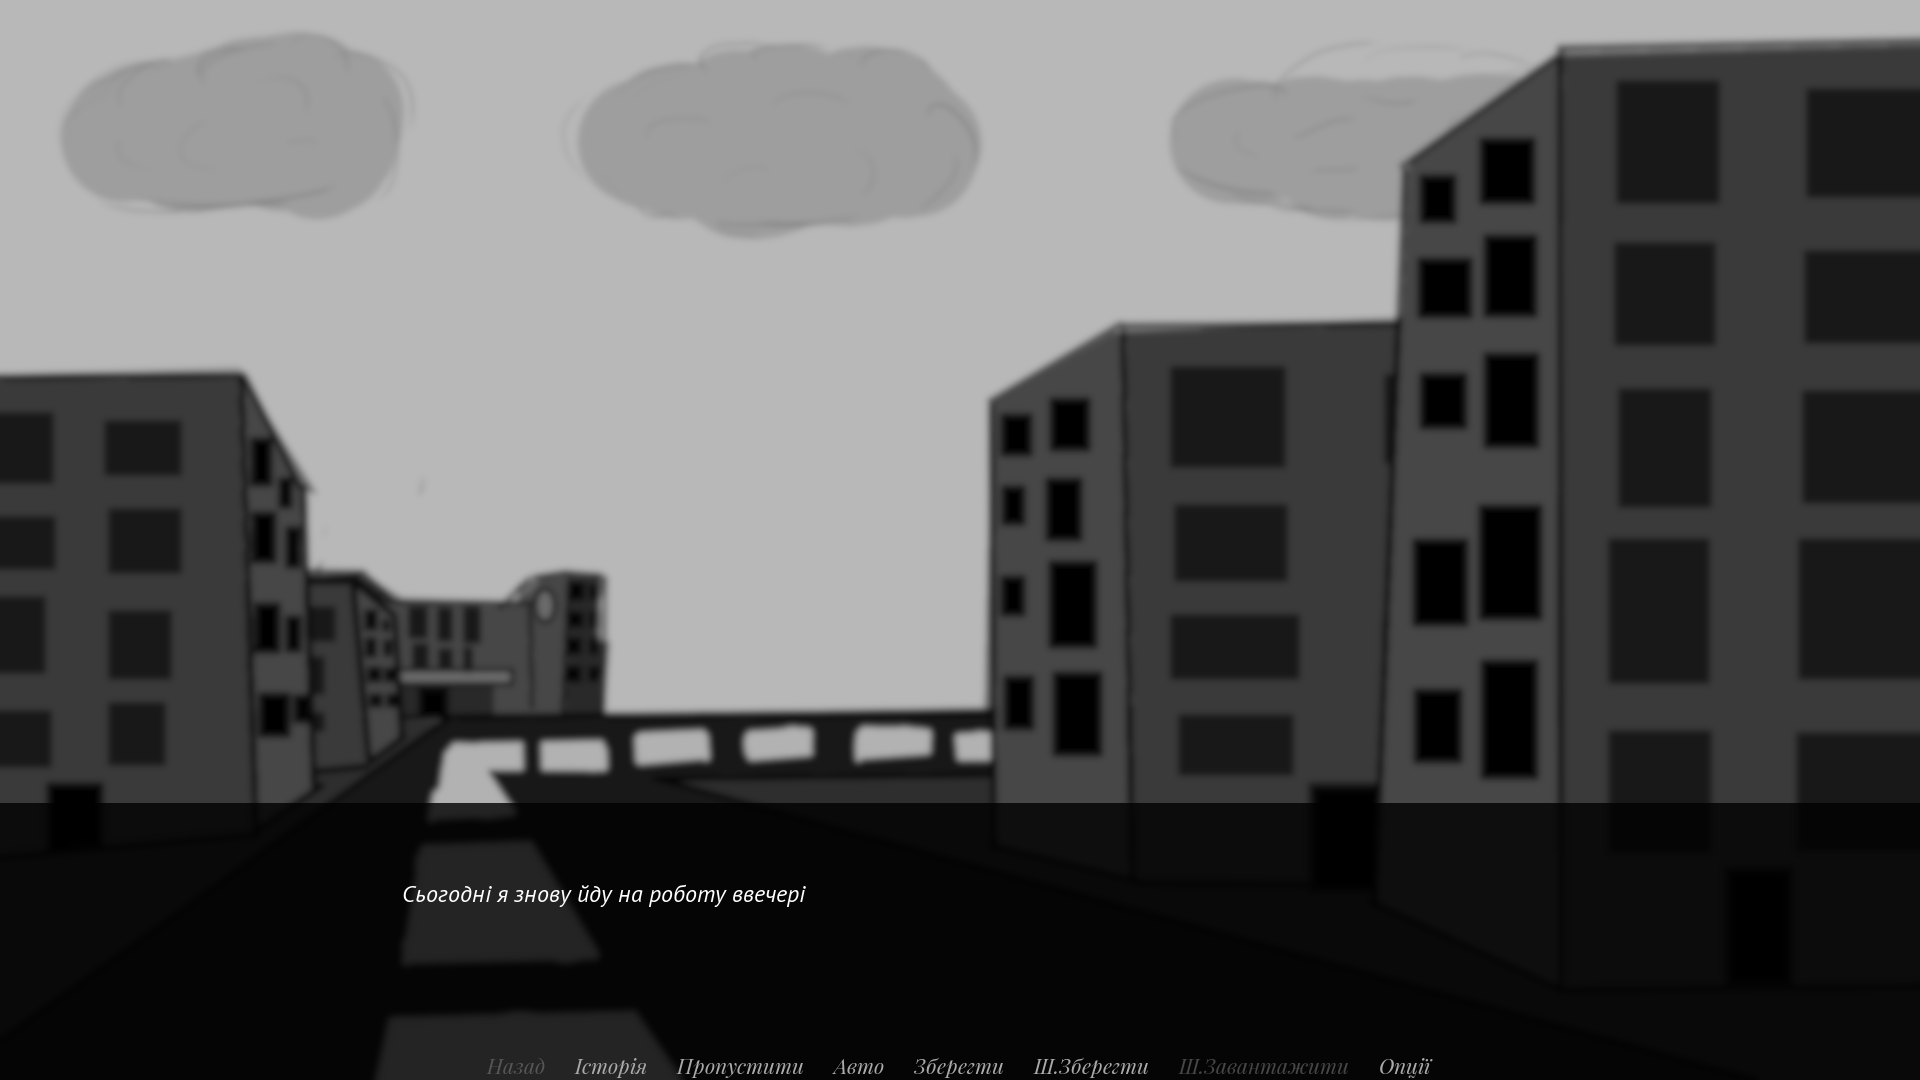 Сьогодні я знову йду на роботу ввечері
Назад Історія Пропустити Авто Зберегти Ш.Зберегти Ш.Завантажити Опції